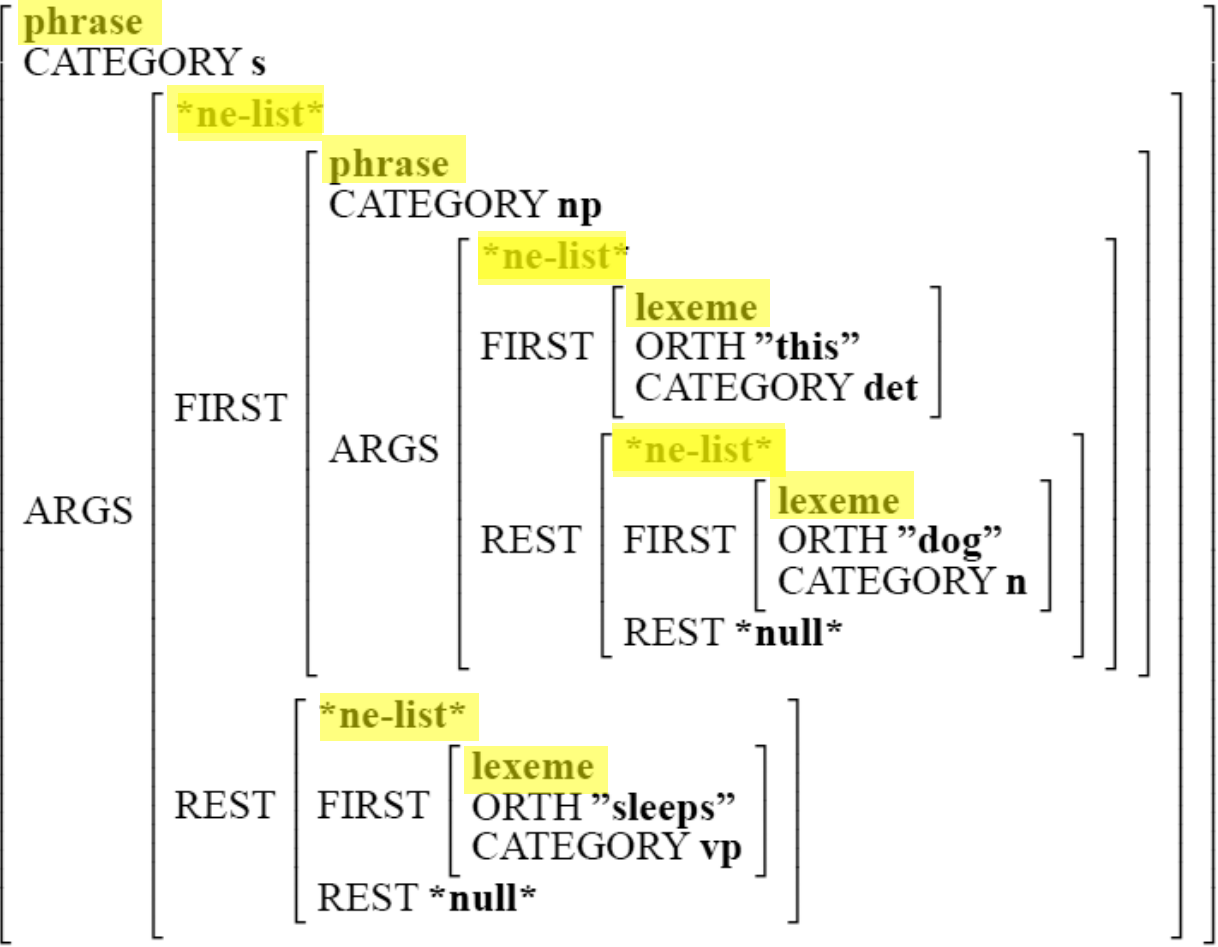 phrase
CATEGORY s
*ne-list*
phrase
CATEGORY np
*ne-list*
lexeme
FIRST ORTH ”this”
CATEGORY det
FIRST
ARGS
*ne-list*
lexeme
ARGS
REST FIRST ORTH ”dog”
CATEGORY n
REST *null*
*ne-list*
lexeme
REST FIRST ORTH ”sleeps”
CATEGORY vp
REST *null*